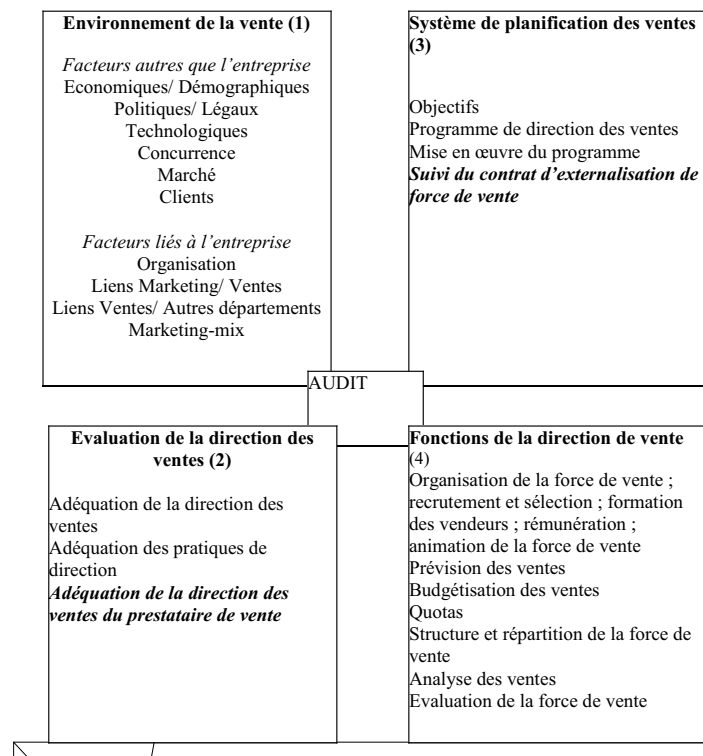 Environnement de la vente (1)
Facteurs autres que l'entreprise
Economiques/ Démographiques
Politiques/ Légaux
Technologiques
Concurrence
Marché
Clients
Facteurs liés à l'entreprise
Organisation
Liens Marketing/ Ventes
Liens Ventes/ Autres départements
Marketing-mix
Système de planification des ventes
(3)
Objectifs
Programme de direction des ventes
Mise en œuvre du programme
Suivi du contrat d'externalisation de
force de vente
AUDIT
Evaluation de la direction des
ventes (2)
Adéquation de la direction des
ventes
Adéquation des pratiques de
direction
Adéquation de la direction des
ventes du prestataire de vente
Fonctions de la direction de vente
(4)
Organisation de la force de vente ;
recrutement et sélection ; formation
des vendeurs ; rémunération ;
animation de la force de vente
Prévision des ventes
Budgétisation des ventes
Quotas
Structure et répartition de la force de
vente
Analyse des ventes
Evaluation de la force de vente